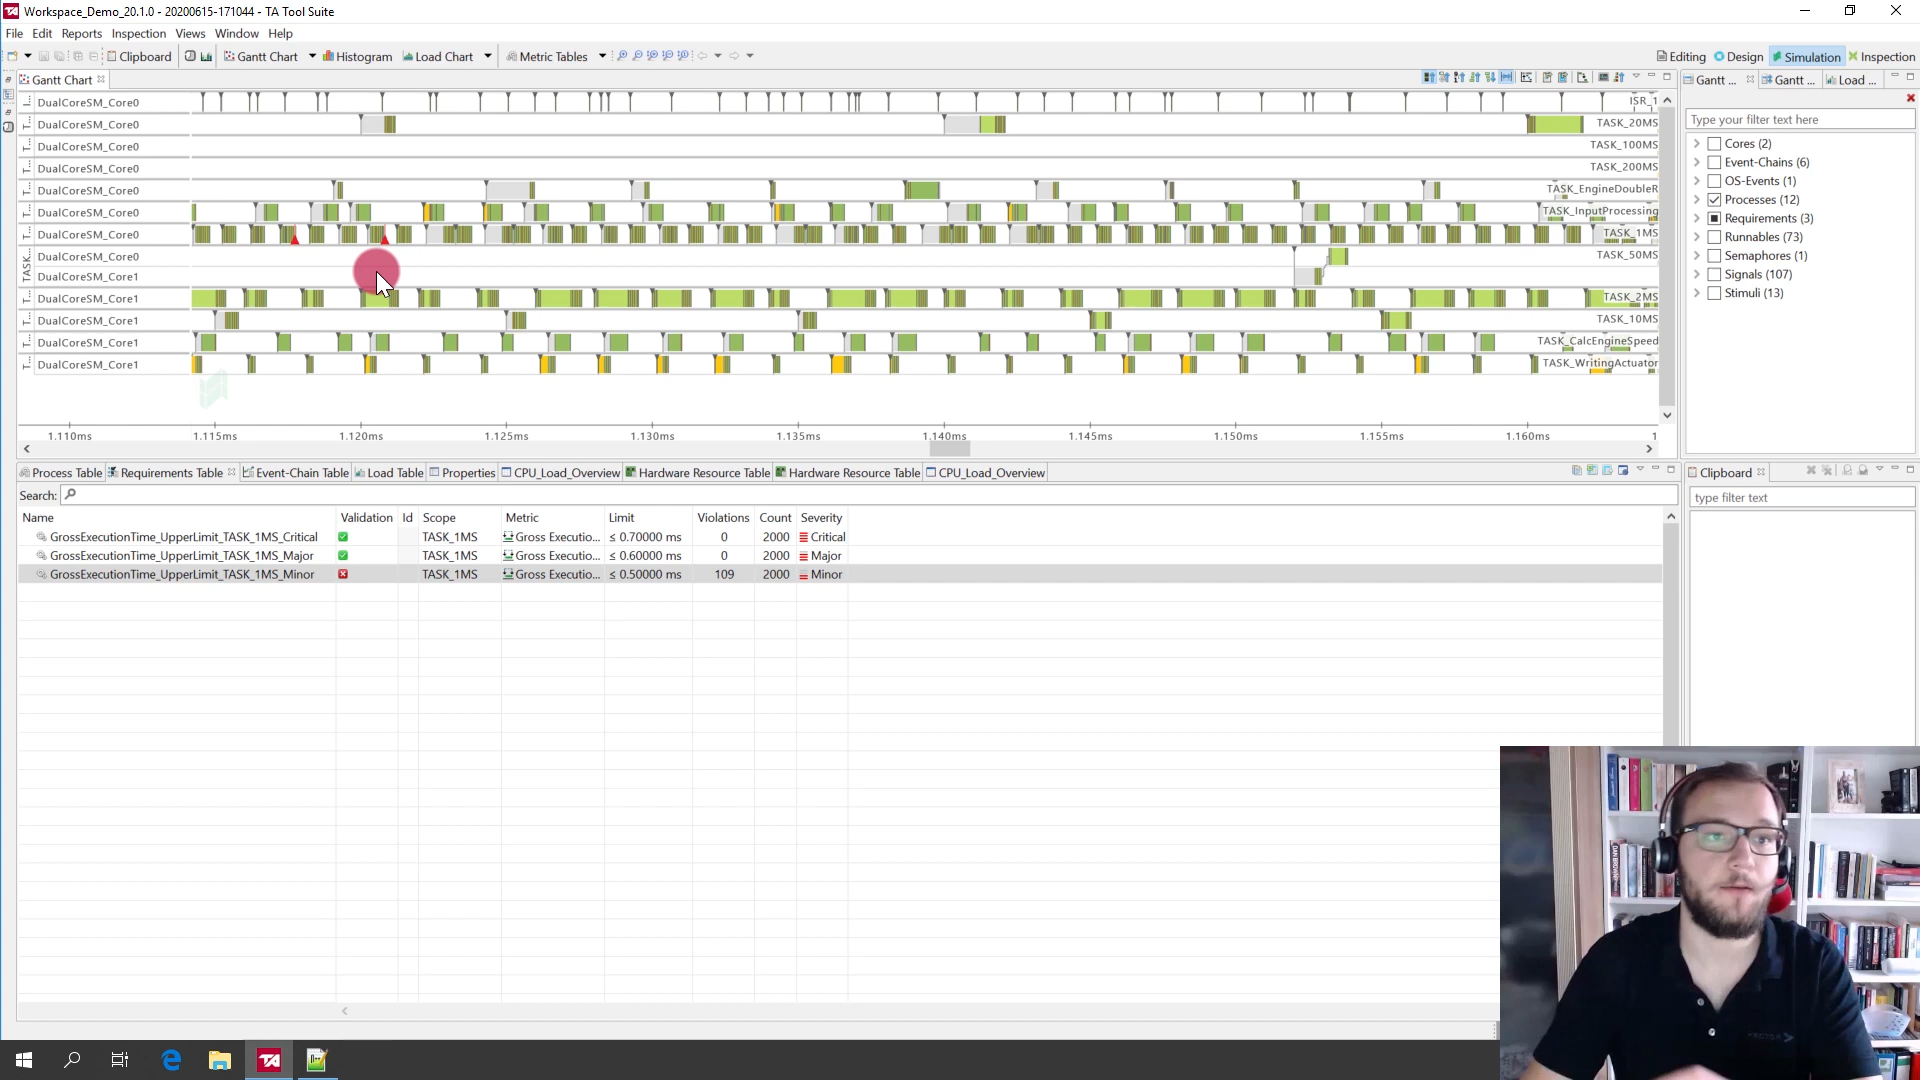 Workspace_Demo_20.1.0 - 20200615-171044 - TA Tool Suite
File Edit Reports Inspection Views Window Help
Clipboard Gantt Chart Histogram Load Chart Metric Tables Editing Design Simulation Inspection
Gantt Chart
Gantt ... Gantt ... Load ...
DualCoreSM_Core0 ISR_1
DualCoreSM_Core0 TASK_20MS
DualCoreSM_Core0 TASK_100MS
DualCoreSM_Core0 TASK_200MS
DualCoreSM_Core0 TASK_EngineDoubleR
DualCoreSM_Core0 TASK_InputProcessing
DualCoreSM_Core0 TASK_1MS
DualCoreSM_Core0 TASK_50MS
DualCoreSM_Core1
DualCoreSM_Core1 TASK_2MS
DualCoreSM_Core1 TASK_10MS
DualCoreSM_Core1 TASK_CalcEngineSpeed
DualCoreSM_Core1 TASK_WritingActuator
TASK.
1.110ms 1.115ms 1.120ms 1.125ms 1.130ms 1.135ms 1.140ms 1.145ms 1.150ms 1.155ms 1.160ms 1
Type your filter text here
Cores (2)
Event-Chains (6)
OS-Events (1)
Processes (12)
Requirements (3)
Runnables (73)
Semaphores (1)
Signals (107)
Stimuli (13)
Process Table Requirements Table Event-Chain Table Load Table Properties CPU_Load_Overview Hardware Resource Table Hardware Resource Table CPU_Load_Overview
Search:
Name Validation Id Scope Metric Limit Violations Count Severity
GrossExecutionTime_UpperLimit_TASK_1MS_Critical TASK_1MS Gross Executio... ≤ 0.70000 ms 0 2000 Critical
GrossExecutionTime_UpperLimit_TASK_1MS_Major TASK_1MS Gross Executio... ≤ 0.60000 ms 0 2000 Major
GrossExecutionTime_UpperLimit_TASK_1MS_Minor TASK_1MS Gross Executio... ≤ 0.50000 ms 109 2000 Minor
Clipboard
type filter text
TA